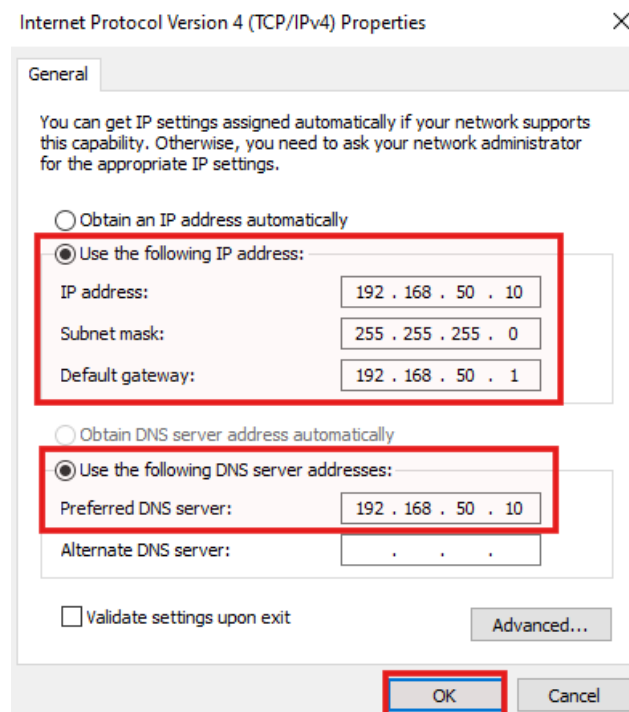 Internet Protocol Version 4 (TCP/IPv4) Properties
General
You can get IP settings assigned automatically if your network supports
this capability. Otherwise, you need to ask your network administrator
for the appropriate IP settings.
Obtain an IP address automatically
Use the following IP address:
IP address: 192 . 168 . 50 . 10
Subnet mask: 255 . 255 . 255 . 0
Default gateway: 192 . 168 . 50 . 1
Obtain DNS server address automatically
Use the following DNS server addresses:
Preferred DNS server: 192 . 168 . 50 . 10
Alternate DNS server: . . .
Validate settings upon exit
Advanced...
OK Cancel